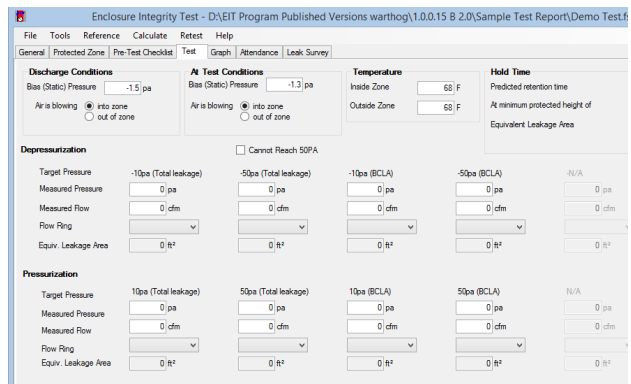 Enclosure Integrity Test - D:\EIT Program Published Versions warthog\1.0.0.15 B 2.0\Sample Test Report\Demo Test.fs
File Tools Reference Calculate Retest Help
General Protected Zone Pre-Test Checklist Test Graph Attendance Leak Survey
Discharge Conditions At Test Conditions Temperature Hold Time
Bias (Static) Pressure -1.5 pa Bias (Static) Pressure -1.3 pa Inside Zone 68 F Predicted retention time
Air is blowing into zone Air is blowing into zone Outside Zone 68 F At minimum protected height of
out of zone out of zone Equivalent Leakage Area
Depressurization Cannot Reach 50PA
Target Pressure -10pa (Total leakage) -50pa (Total leakage) -10pa (BCLA) -50pa (BCLA) -N/A
Measured Pressure 0 pa 0 pa 0 pa 0 pa 0 pa
Measured Flow 0 cfm 0 cfm 0 cfm 0 cfm 0 cfm
Flow Ring
Equiv. Leakage Area 0 ft² 0 ft² 0 ft² 0 ft² 0 ft²
Pressurization
Target Pressure 10pa (Total leakage) 50pa (Total leakage) 10pa (BCLA) 50pa (BCLA) N/A
Measured Pressure 0 pa 0 pa 0 pa 0 pa 0 pa
Measured Flow 0 cfm 0 cfm 0 cfm 0 cfm 0 cfm
Flow Ring
Equiv. Leakage Area 0 ft² 0 ft² 0 ft² 0 ft² 0 ft²